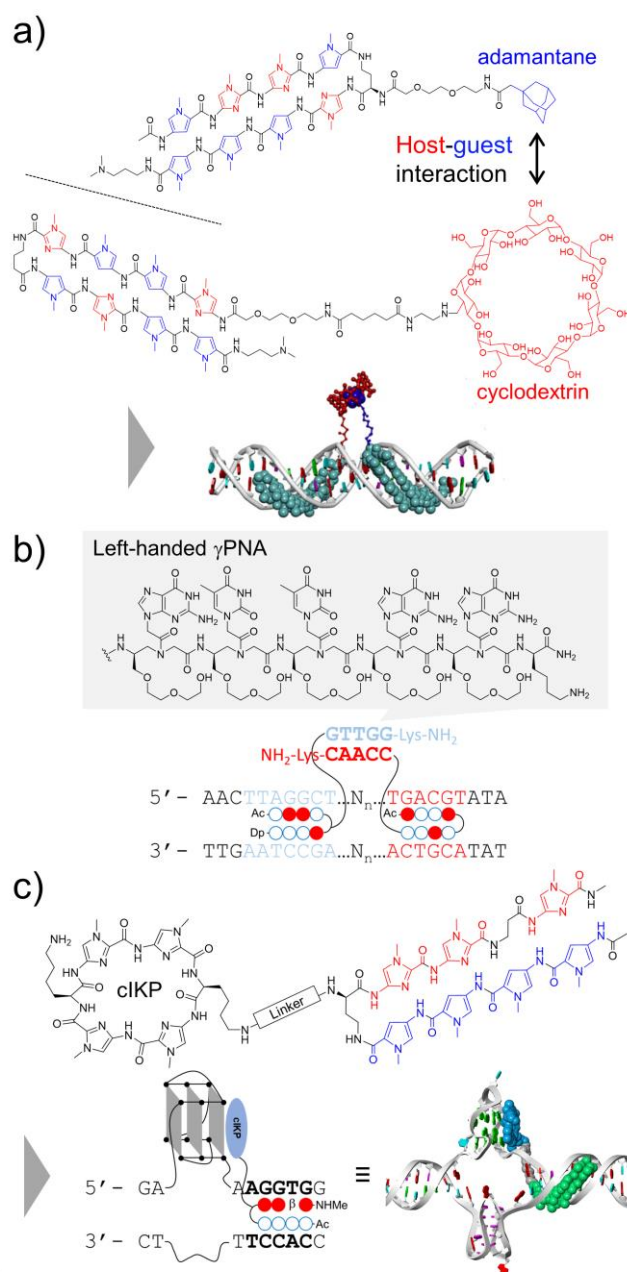 a)
adamantane
Host-guest
interaction
cyclodextrin
b)
Left-handed γPNA
GTTGG-Lys-NH₂
NH₂-Lys-CAACC
5′- AACTTAGGCT…Nₙ…TGACGTATA
Ac Ac
Dp
3′- TTGAATCCGA…Nₙ…ACTGCATAT
c)
NH₂
cIKP
Linker
cIKP
≡
5′- GA AAGGTGG
β NHMe
Ac
3′- CT TTCCACC